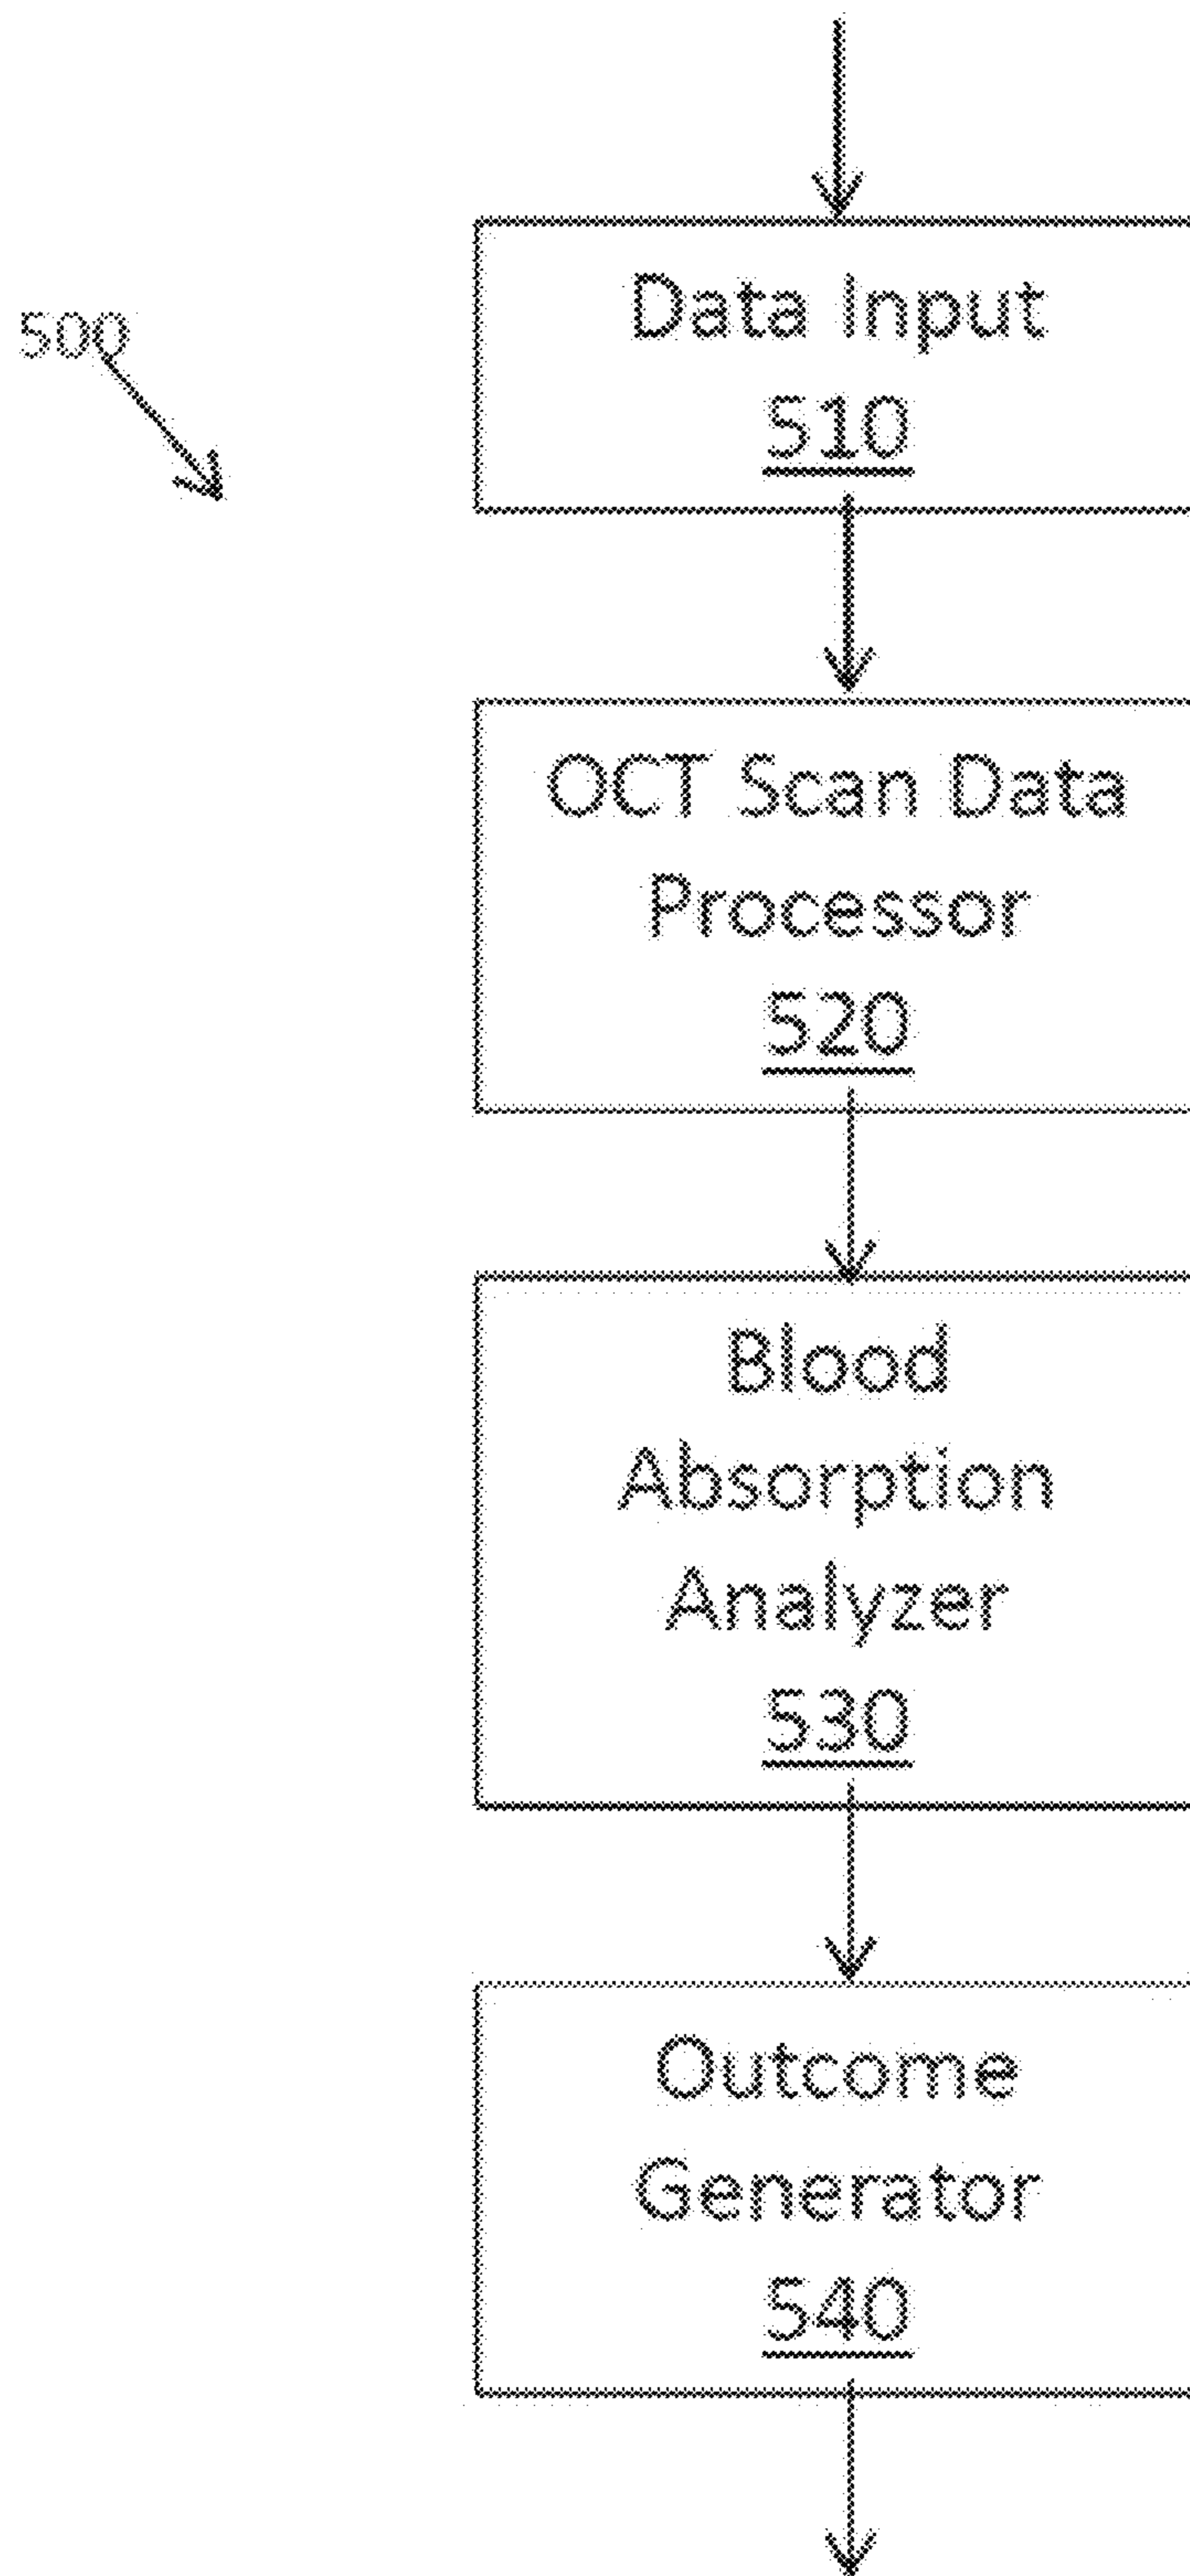 Data Input
510
500
OCT Scan Data
Processor
520
Blood
Absorption
Analyzer
530
Outcome
Generator
540